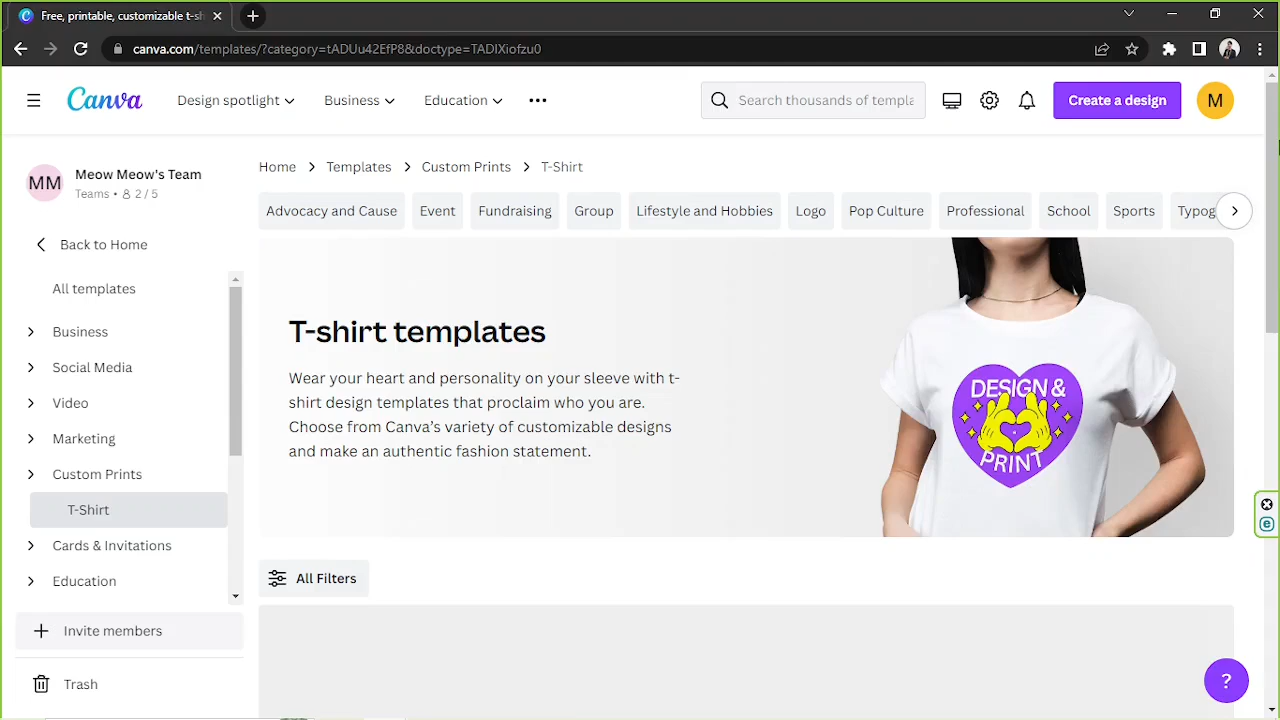 Free, printable, customizable t-sh
canva.com/templates/?category=tADUu42EfP8&doctype=TADIXiofzu0
Canva
Design spotlight
Business
Education
Search thousands of templa
Create a design
M
MM
Meow Meow's Team
Teams • 2 / 5
Back to Home
All templates
Business
Social Media
Video
Marketing
Custom Prints
T-Shirt
Cards & Invitations
Education
Invite members
Trash
Home > Templates > Custom Prints > T-Shirt
Advocacy and Cause
Event
Fundraising
Group
Lifestyle and Hobbies
Logo
Pop Culture
Professional
School
Sports
Typog
T-shirt templates
Wear your heart and personality on your sleeve with t-
shirt design templates that proclaim who you are.
Choose from Canva’s variety of customizable designs
and make an authentic fashion statement.
DESIGN &
PRINT
All Filters
?